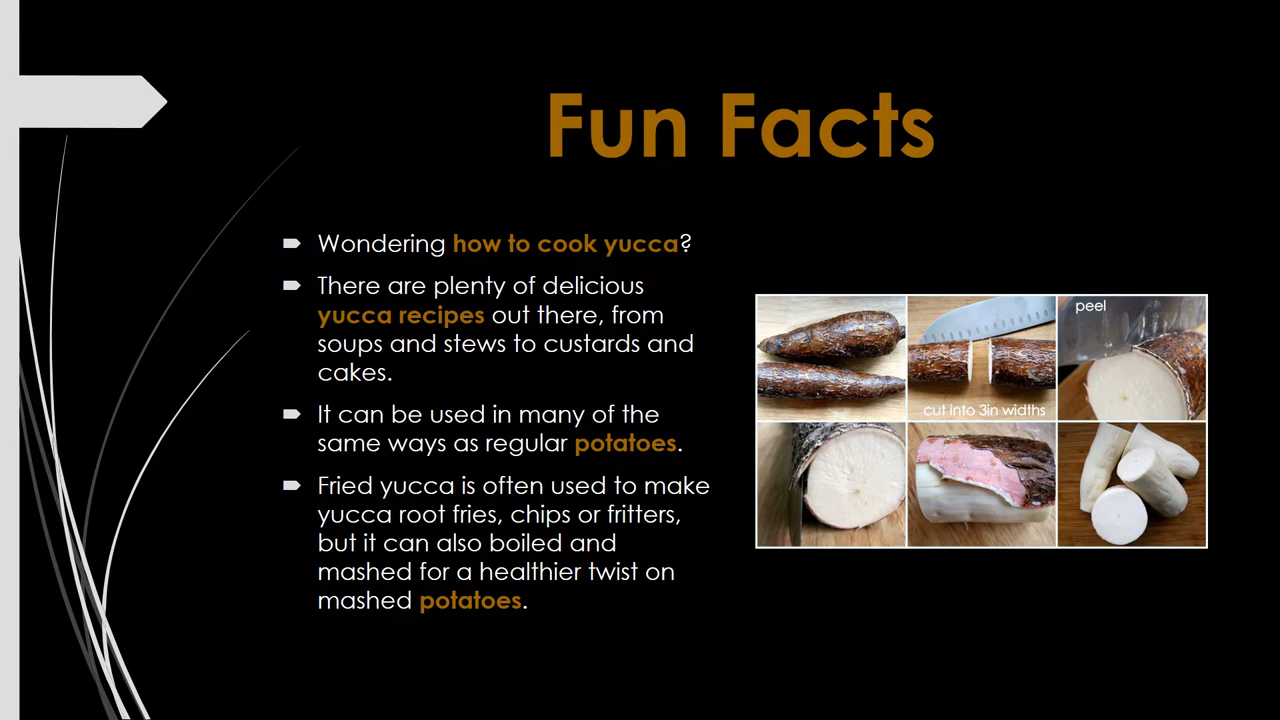 Fun Facts
Wondering how to cook yucca?
There are plenty of delicious
yucca recipes out there, from
soups and stews to custards and
cakes.
It can be used in many of the
same ways as regular potatoes.
Fried yucca is often used to make
yucca root fries, chips or fritters,
but it can also boiled and
mashed for a healthier twist on
mashed potatoes.
peel
cut into 3in widths